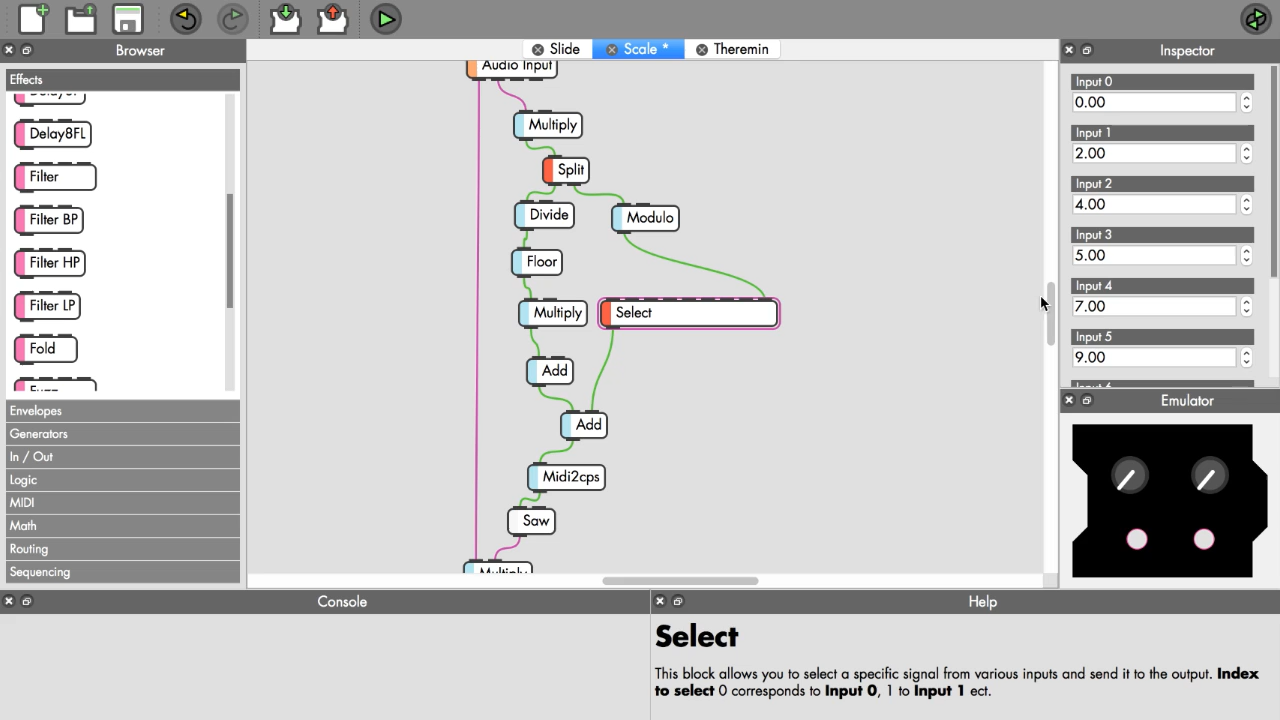 Browser
Slide
Scale *
Theremin
Inspector
Effects
Delay8FL
Filter
Filter BP
Filter HP
Filter LP
Fold
Envelopes
Generators
In / Out
Logic
MIDI
Math
Routing
Sequencing
Audio Input
Multiply
Split
Divide
Modulo
Floor
Multiply
Select
Add
Add
Midi2cps
Saw
Multiply
Input 0
0.00
Input 1
2.00
Input 2
4.00
Input 3
5.00
Input 4
7.00
Input 5
9.00
Emulator
Console
Help
Select
This block allows you to select a specific signal from various inputs and send it to the output. Index
to select 0 corresponds to Input 0, 1 to Input 1 ect.